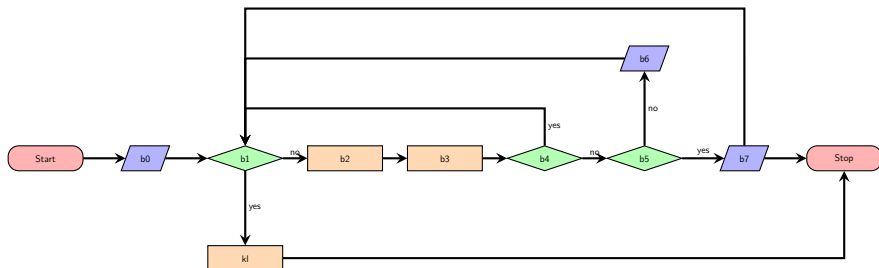 b6
no
yes
Start
b0
b1
no
b2
b3
b4
no
b5
yes
b7
Stop
yes
kl